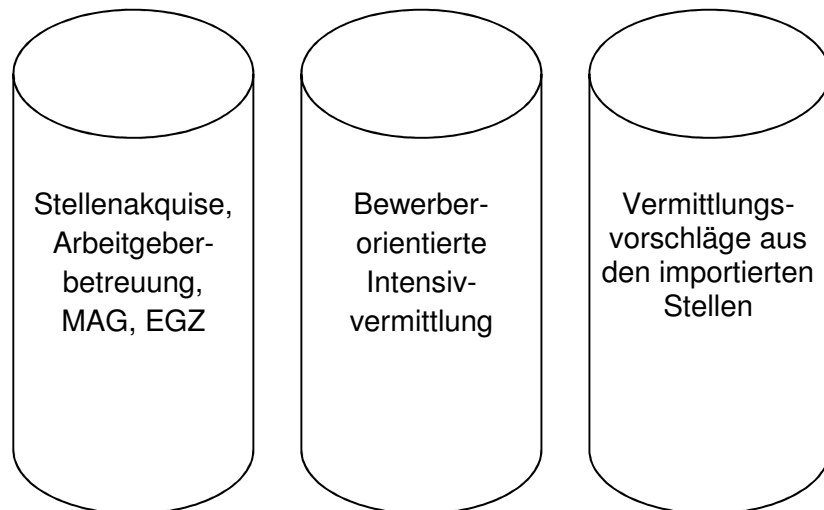 Stellenakquise,
Arbeitgeber-
betreuung,
MAG, EGZ
Bewerber-
orientierte
Intensiv-
vermittlung
Vermittlungs-
vorschläge aus
den importierten
Stellen